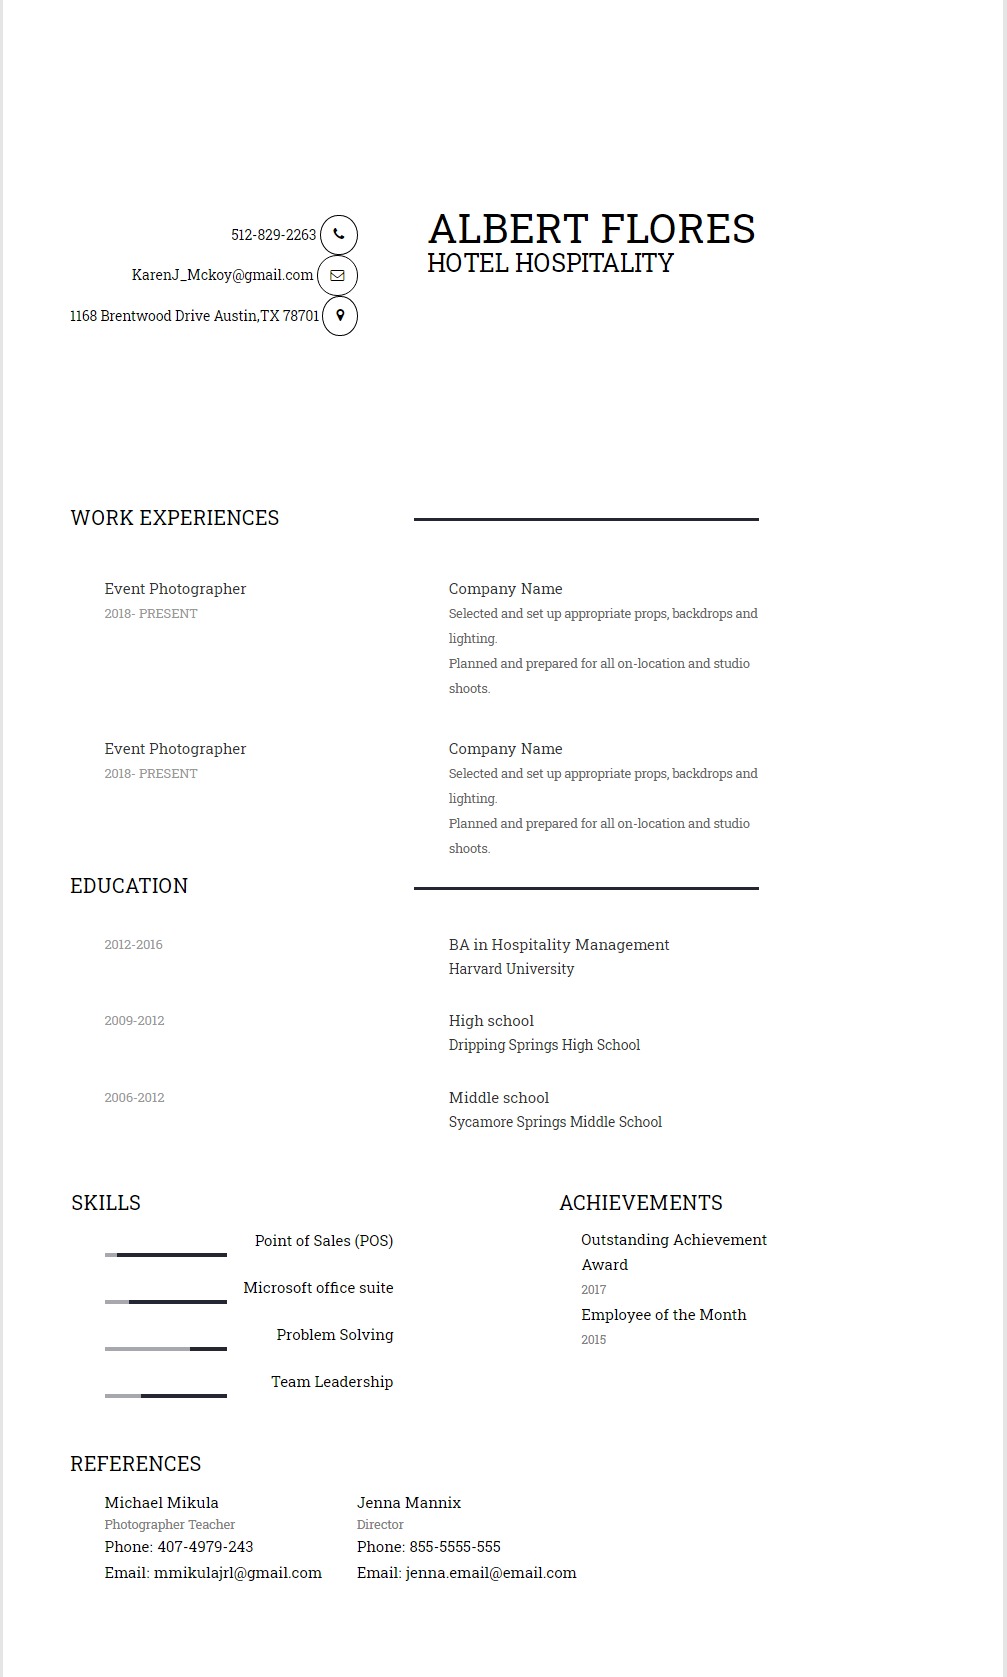 512-829-2263
KarenJ_Mckoy@gmail.com
1168 Brentwood Drive Austin,TX 78701
ALBERT FLORES
HOTEL HOSPITALITY
WORK EXPERIENCES
Event Photographer
2018- PRESENT
Company Name
Selected and set up appropriate props, backdrops and
lighting.
Planned and prepared for all on-location and studio
shoots.
Event Photographer
2018- PRESENT
Company Name
Selected and set up appropriate props, backdrops and
lighting.
Planned and prepared for all on-location and studio
shoots.
EDUCATION
2012-2016
BA in Hospitality Management
Harvard University
2009-2012
High school
Dripping Springs High School
2006-2012
Middle school
Sycamore Springs Middle School
SKILLS
Point of Sales (POS)
Microsoft office suite
Problem Solving
Team Leadership
ACHIEVEMENTS
Outstanding Achievement
Award
2017
Employee of the Month
2015
REFERENCES
Michael Mikula
Photographer Teacher
Phone: 407-4979-243
Email: mmikulajrl@gmail.com
Jenna Mannix
Director
Phone: 855-5555-555
Email: jenna.email@email.com